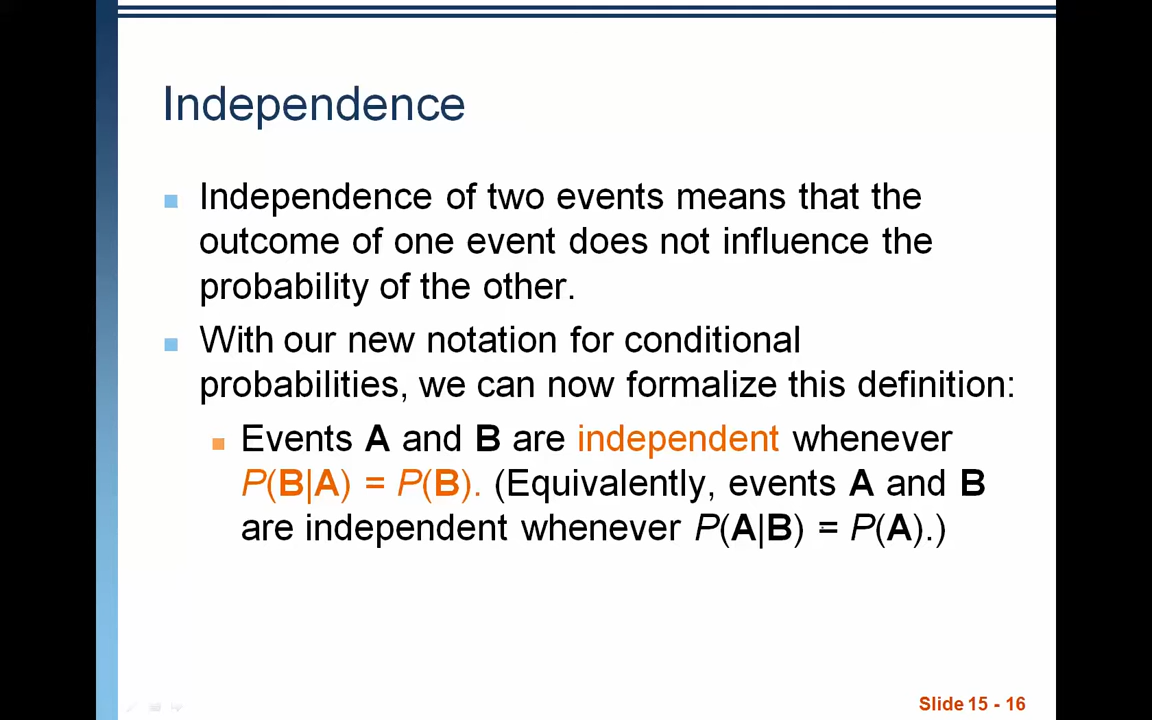 Independence
Independence of two events means that the
outcome of one event does not influence the
probability of the other.
With our new notation for conditional
probabilities, we can now formalize this definition:
Events A and B are independent whenever
P(B|A) = P(B). (Equivalently, events A and B
are independent whenever P(A|B) = P(A).)
Slide 15 - 16